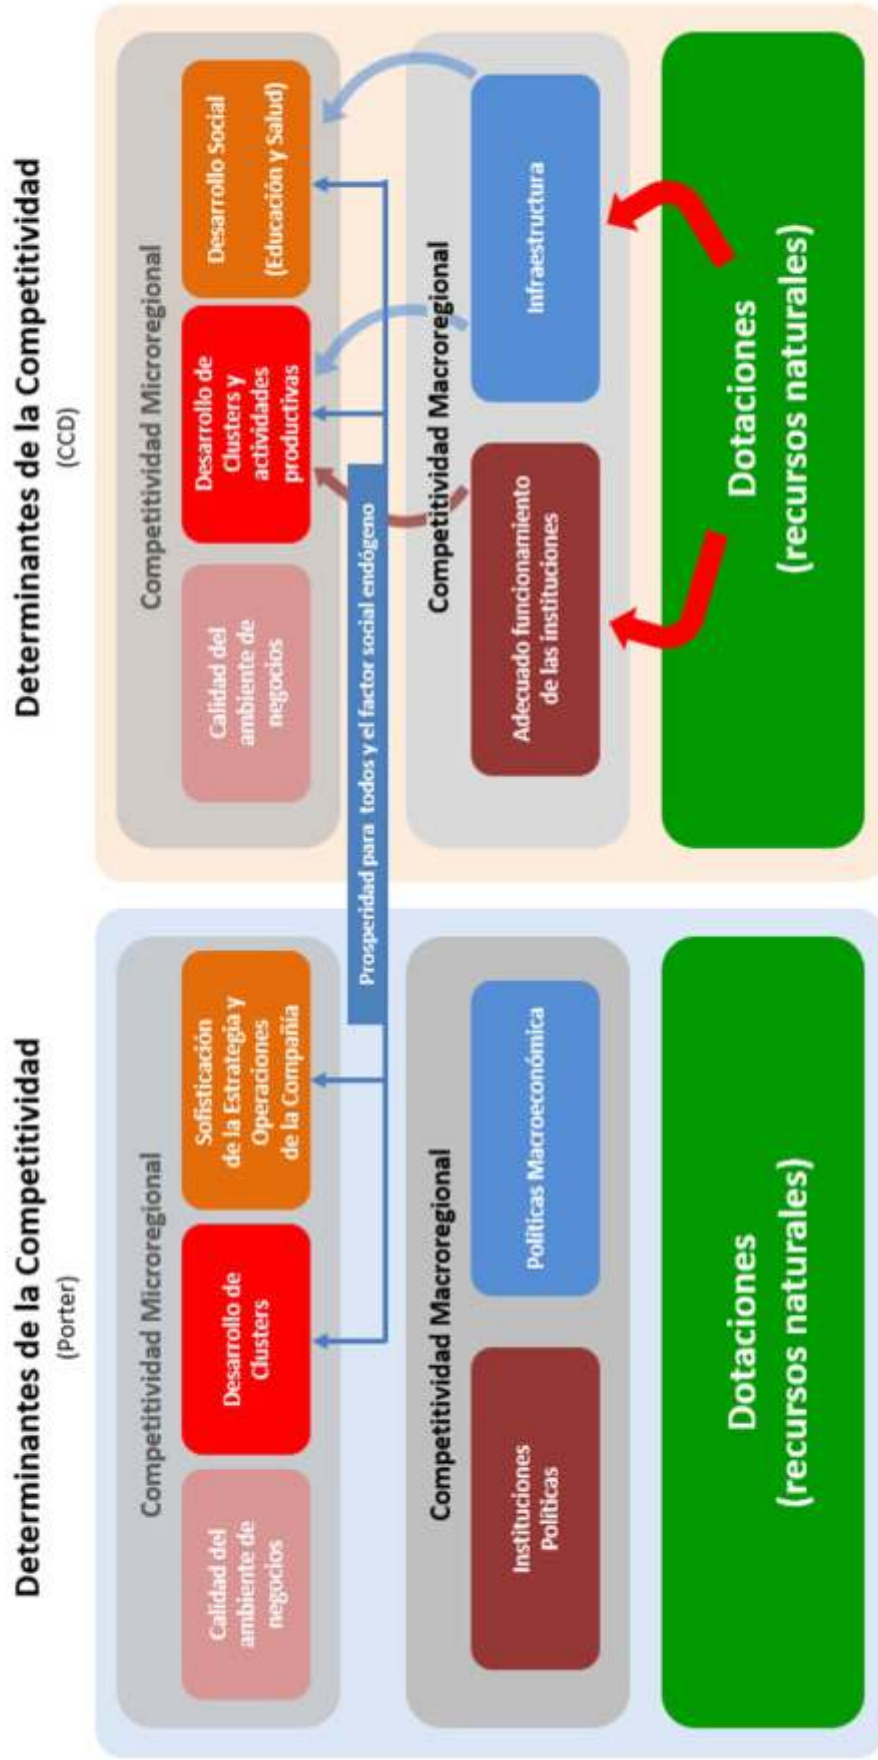 Determinantes de la Competitividad
(Porter)
Competitividad Microregional
Calidad del
ambiente de
negocios
Desarrollo de
Clusters
Sofisticación
de la Estrategia y
Operaciones
de la Compañía
Competitividad Macroregional
Instituciones
Políticas
Políticas Macroeconómica
Dotaciones
(recursos naturales)
Prosperidad para todos y el factor social endógeno
Determinantes de la Competitividad
(CCD)
Competitividad Microregional
Calidad del
ambiente de
negocios
Desarrollo de
Clusters y
actividades
productivas
Desarrollo Social
(Educación y Salud)
Competitividad Macroregional
Adecuado funcionamiento
de las instituciones
Infraestructura
Dotaciones
(recursos naturales)